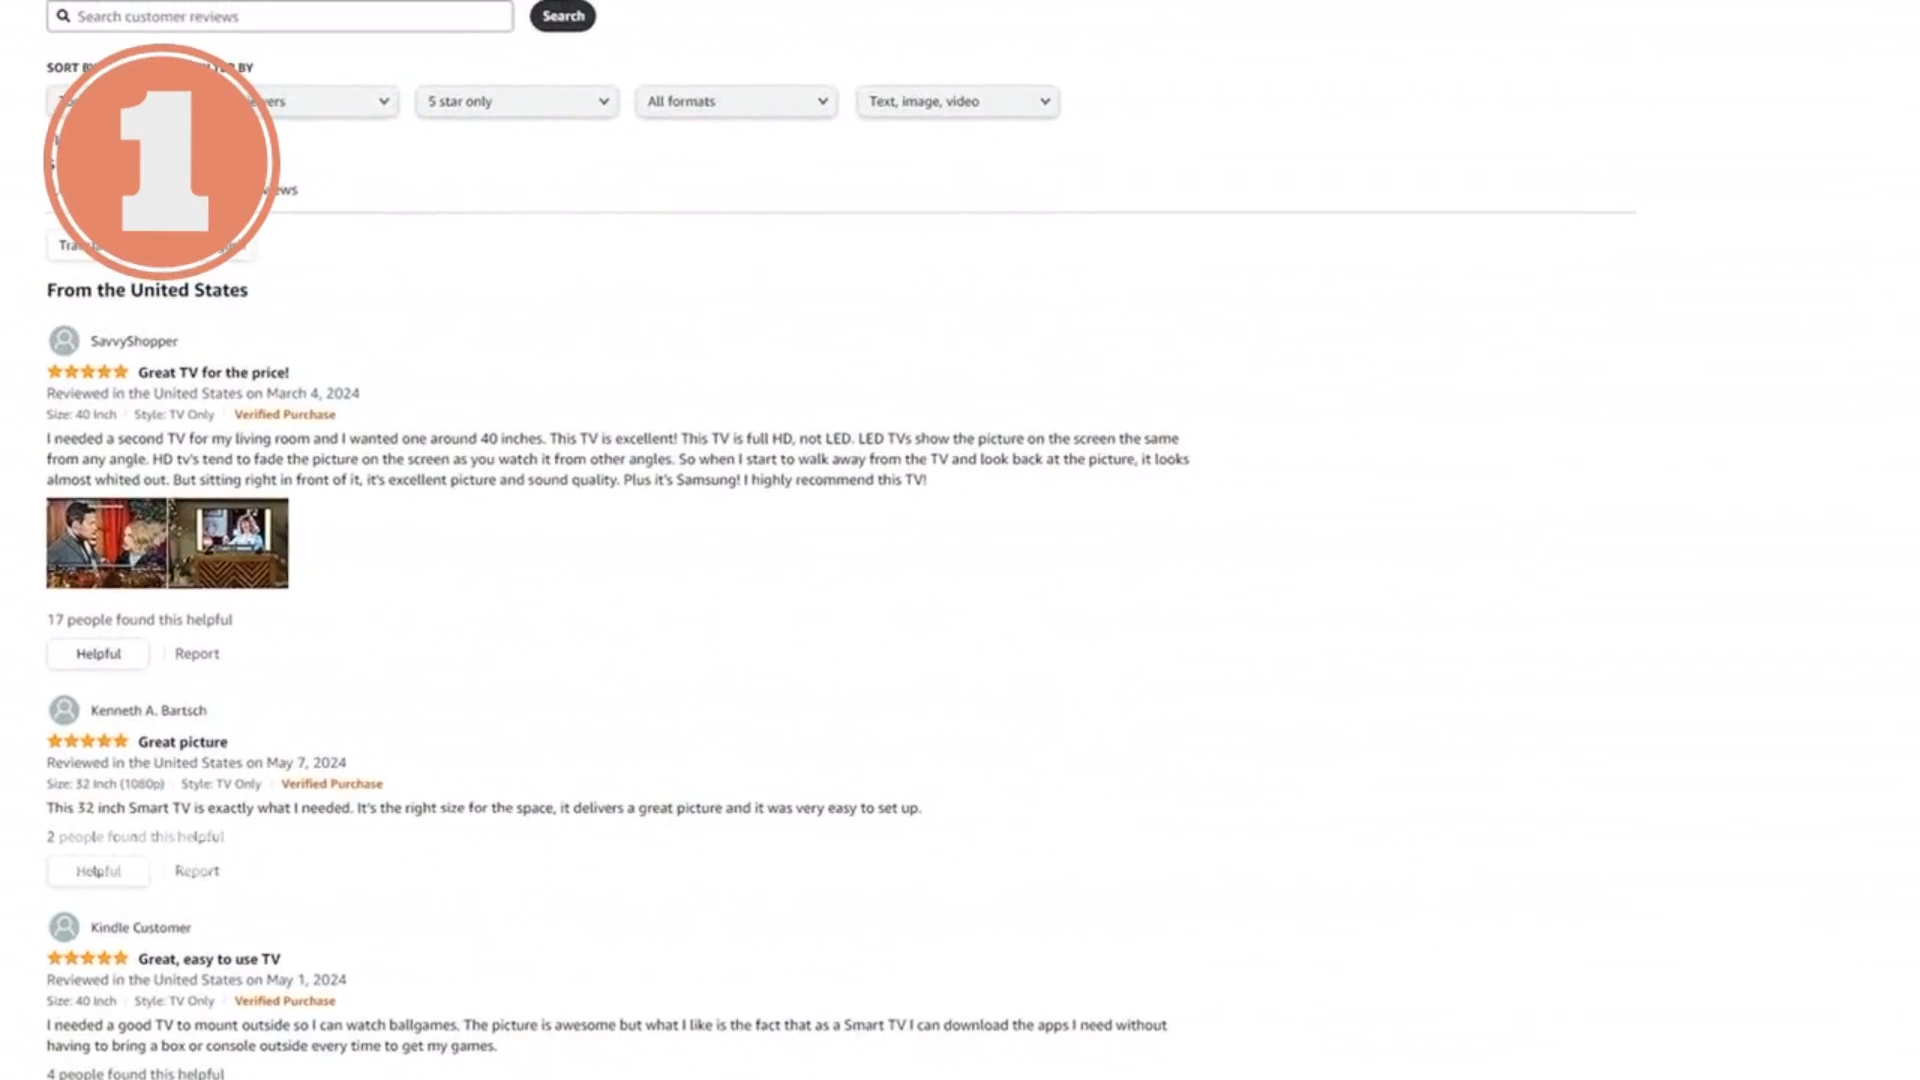 Search customer reviews
Search
SORT BY
BY
5 star only
All formats
Text, image, video
1
From the United States
SavvyShopper
Great TV for the price!
Reviewed in the United States on March 4, 2024
Size: 40 Inch Style: TV Only Verified Purchase
I needed a second TV for my living room and I wanted one around 40 inches. This TV is excellent! This TV is full HD, not LED. LED TVs show the picture on the screen the same
from any angle. HD tv's tend to fade the picture on the screen as you watch it from other angles. So when I start to walk away from the TV and look back at the picture, it looks
almost whited out. But sitting right in front of it, it's excellent picture and sound quality. Plus it's Samsung! I highly recommend this TV!
17 people found this helpful
Helpful
Report
Kenneth A. Bartsch
Great picture
Reviewed in the United States on May 7, 2024
Size: 32 Inch (1080p) Style: TV Only Verified Purchase
This 32 inch Smart TV is exactly what I needed. It's the right size for the space, it delivers a great picture and it was very easy to set up.
2 people found this helpful
Helpful
Report
Kindle Customer
Great, easy to use TV
Reviewed in the United States on May 1, 2024
Size: 40 Inch Style: TV Only Verified Purchase
I needed a good TV to mount outside so I can watch ballgames. The picture is awesome but what I like is the fact that as a Smart TV I can download the apps I need without
having to bring a box or console outside every time to get my games.
4 people found this helpful